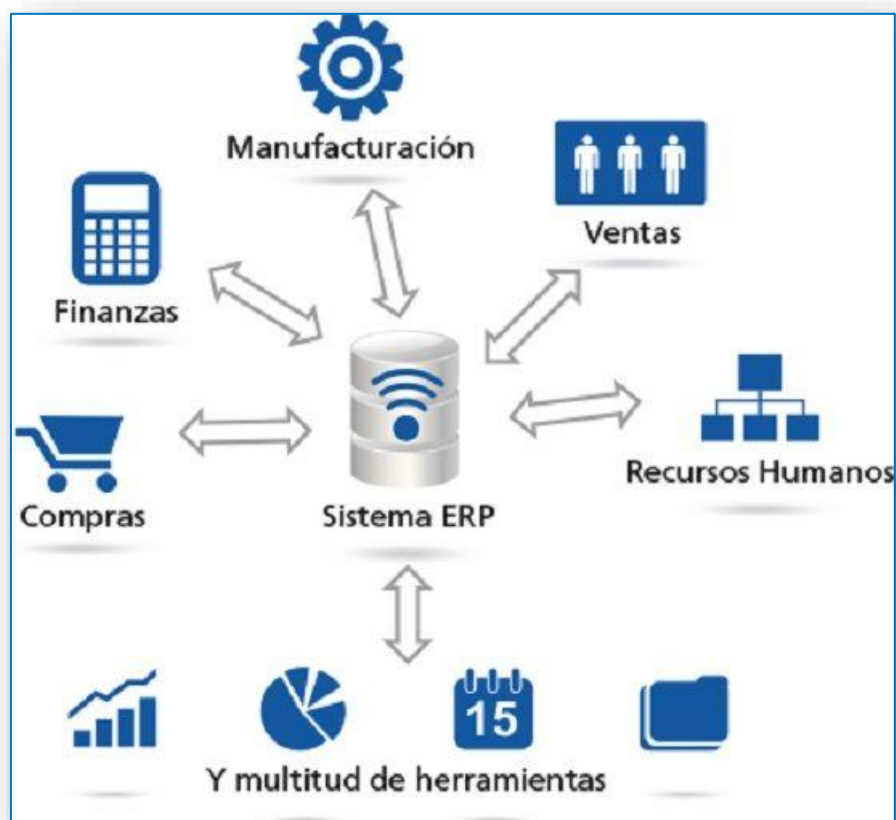 Manufacturación
Ventas
Finanzas
Recursos Humanos
Compras
Sistema ERP
15
Y multitud de herramientas